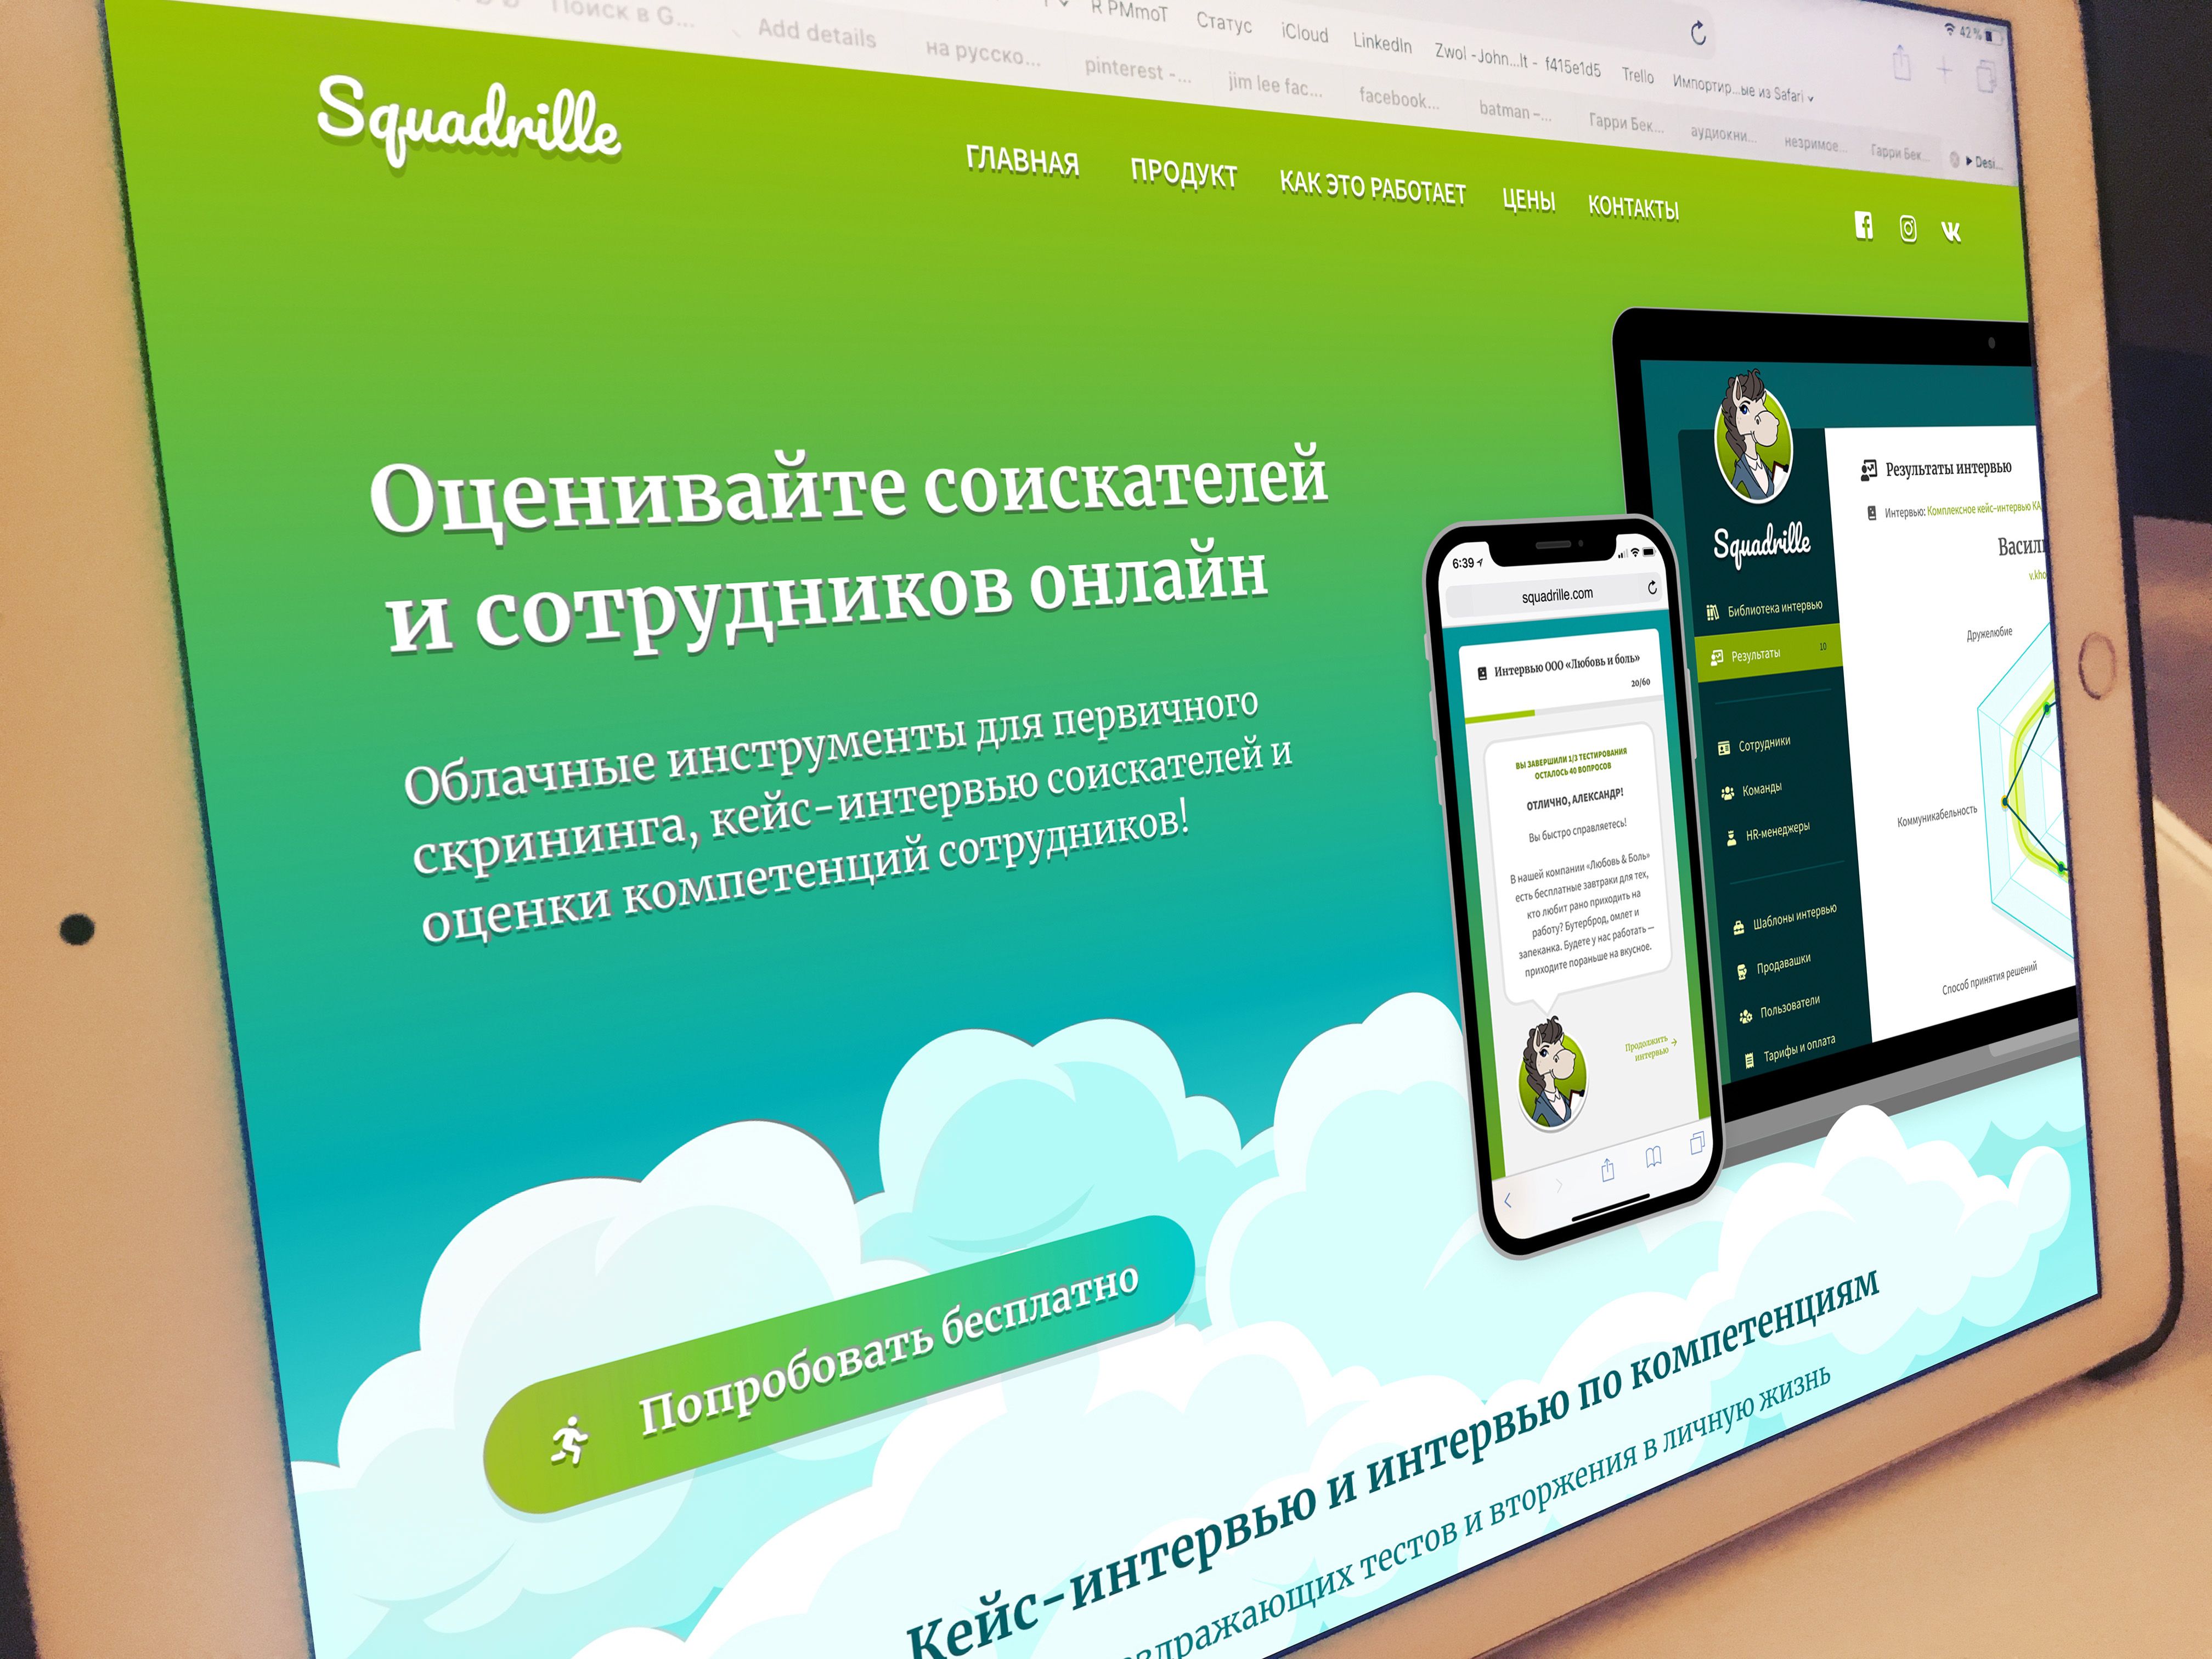 Поиск в G...
Add details
на русско...
pinterest -...
jim lee fac...
facebook...
batman –...
Гарри Бек...
аудиокни...
незримое...
Гарри Бек...
Desi...
R PMmoT
Статус
iCloud
LinkedIn
Zwol -John...lt - f415e1d5
Trello
Импортир...ые из Safari
42 %
Squadrille
ГЛАВНАЯ
ПРОДУКТ
КАК ЭТО РАБОТАЕТ
ЦЕНЫ
КОНТАКТЫ
Оценивайте соискателей
и сотрудников онлайн
Облачные инструменты для первичного
скрининга, кейс-интервью соискателей и
оценки компетенций сотрудников!
Попробовать бесплатно
6:39
squadrille.com
Интервью ООО «Любовь и боль»
20/60
ВЫ ЗАВЕРШИЛИ 1/3 ТЕСТИРОВАНИЯ
ОСТАЛОСЬ 40 ВОПРОСОВ
ОТЛИЧНО, АЛЕКСАНДР!
Вы быстро справляетесь!
В нашей компании «Любовь & Боль»
есть бесплатные завтраки для тех,
кто любит рано приходить на
работу? Бутерброд, омлет и
запеканка. Будете у нас работать —
приходите пораньше на вкусное.
Продолжить
интервью
Squadrille
Библиотека интервью
Результаты 10
Сотрудники
Команды
HR-менеджеры
Шаблоны интервью
Продавашки
Пользователи
Тарифы и оплата
Результаты интервью
Интервью: Комплексное кейс-интервью КА
Васил
v.kho
Дружелюбие
Коммуникабельность
Способ принятия решений
Кейс-интервью и интервью по компетенциям
здражающих тестов и вторжения в личную жизнь